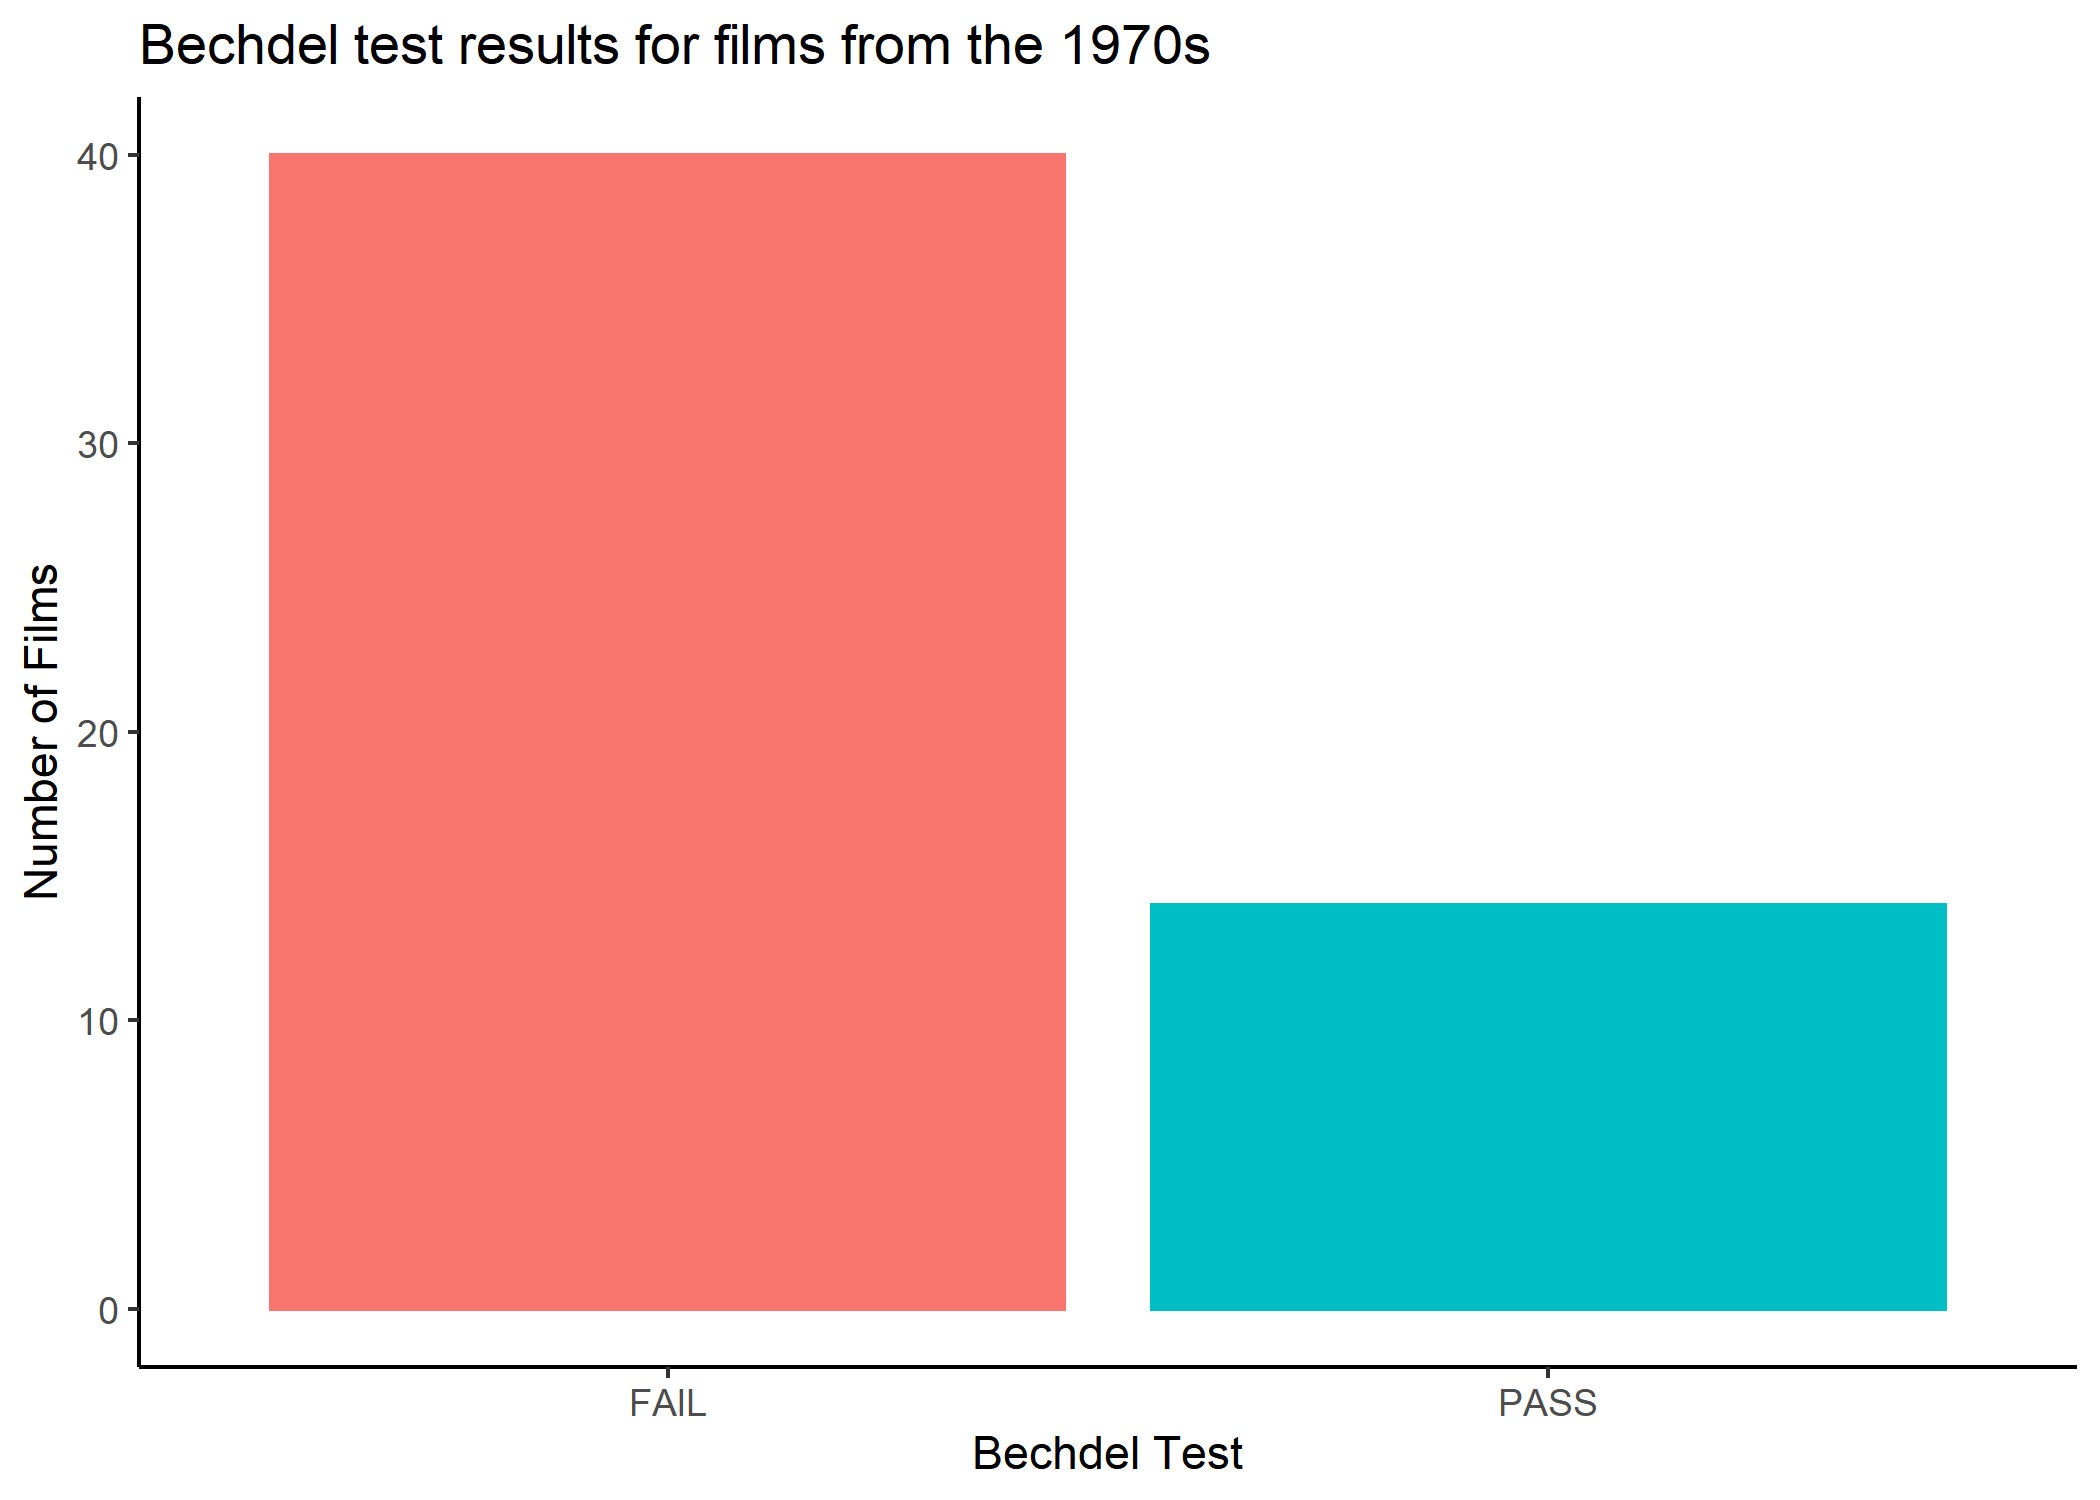 Bechdel test results for films from the 1970s
Number of Films
40
30
20
10
0
FAIL
PASS
Bechdel Test